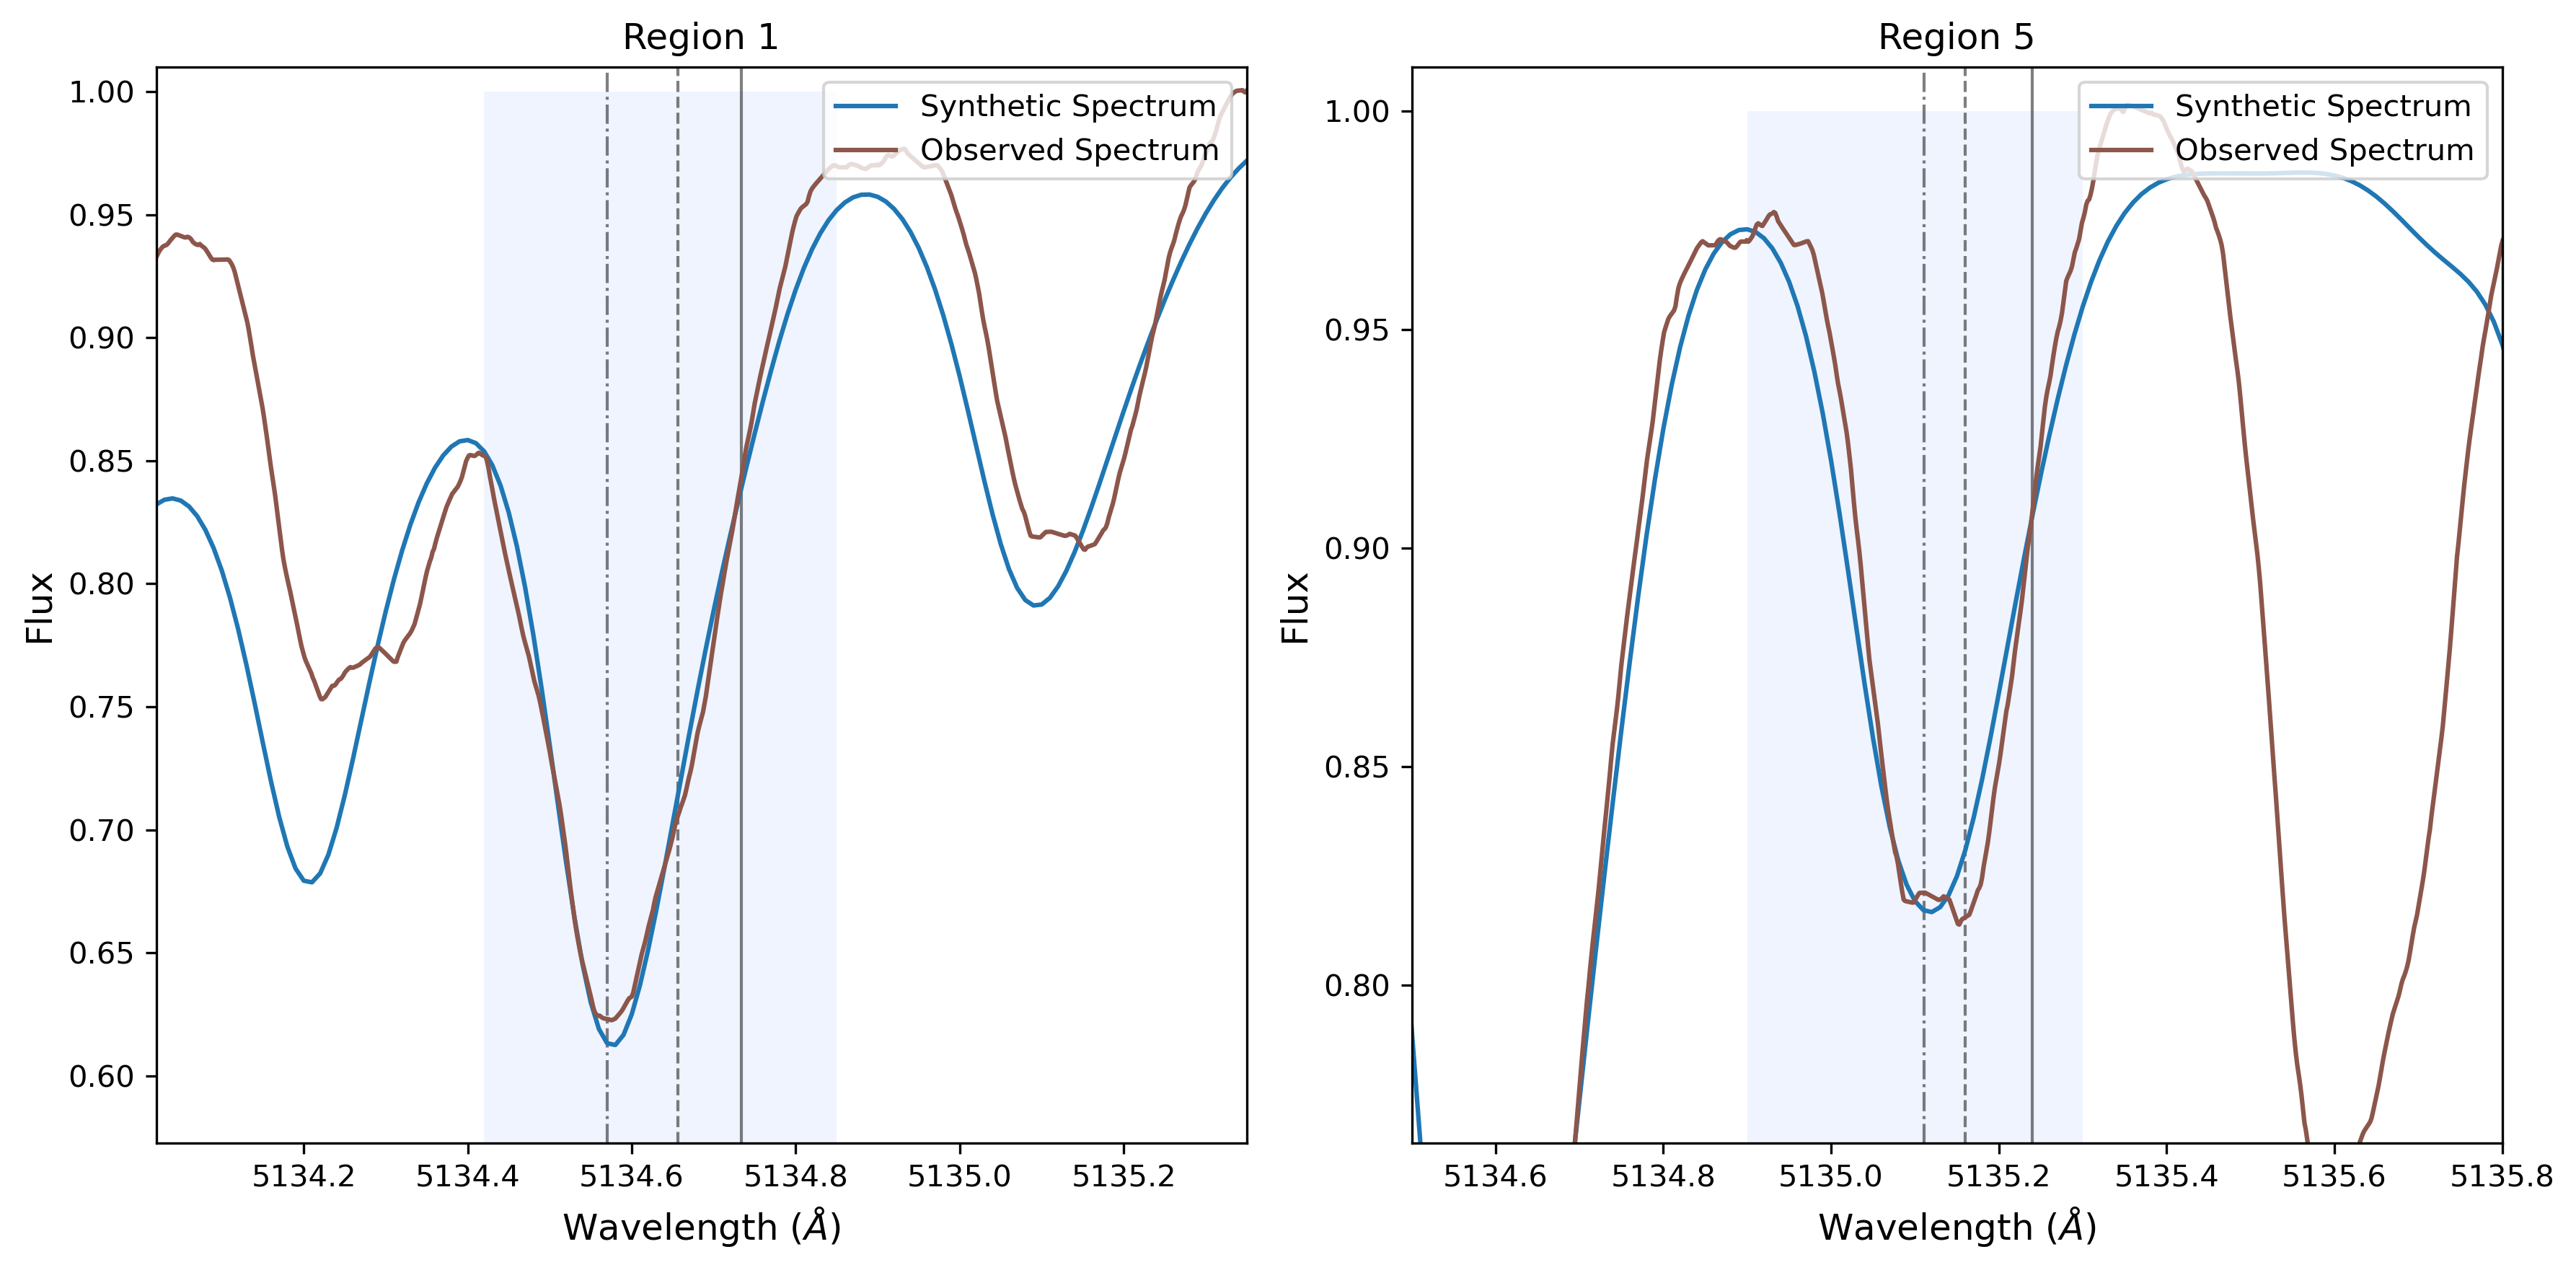 Region 1
Synthetic Spectrum
Observed Spectrum
1.00
0.95
0.90
0.85
0.80
0.75
0.70
0.65
0.60
Flux
5134.2 5134.4 5134.6 5134.8 5135.0 5135.2
Wavelength (Å)
Region 5
Synthetic Spectrum
Observed Spectrum
1.00
0.95
0.90
0.85
0.80
Flux
5134.6 5134.8 5135.0 5135.2 5135.4 5135.6 5135.8
Wavelength (Å)